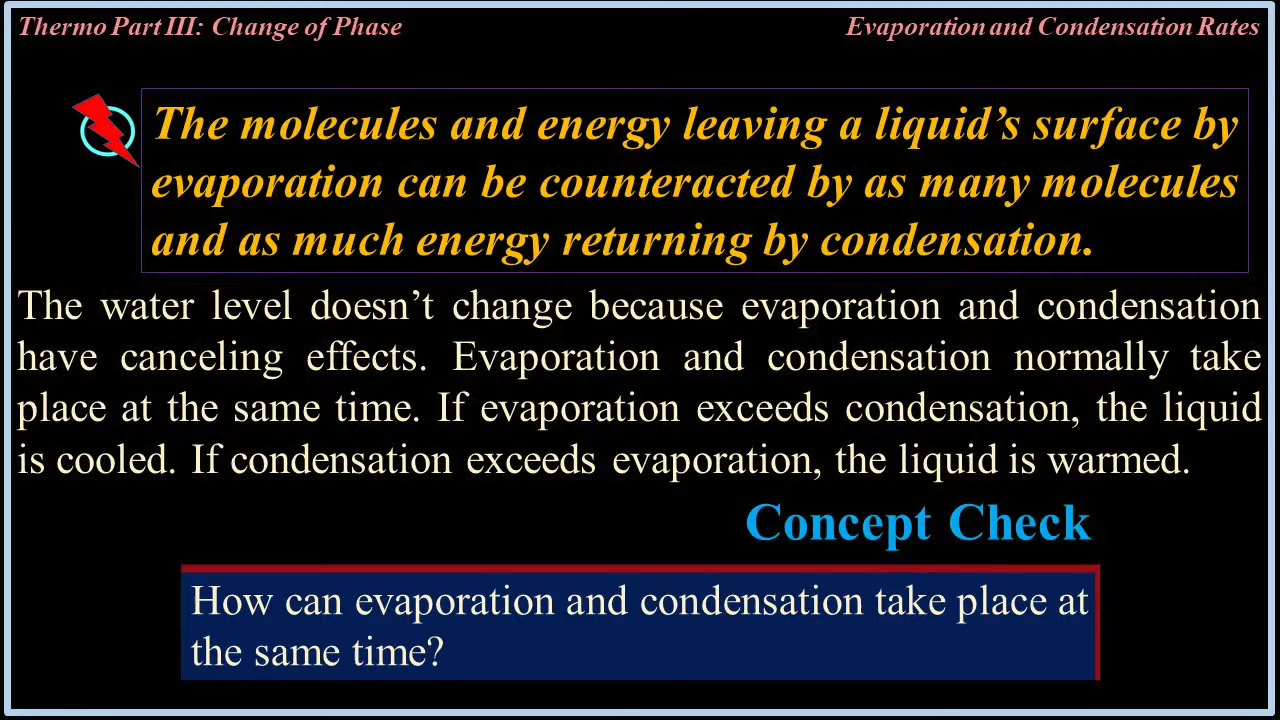 Thermo Part III: Change of Phase
Evaporation and Condensation Rates
The molecules and energy leaving a liquid’s surface by
evaporation can be counteracted by as many molecules
and as much energy returning by condensation.
The water level doesn’t change because evaporation and condensation
have canceling effects. Evaporation and condensation normally take
place at the same time. If evaporation exceeds condensation, the liquid
is cooled. If condensation exceeds evaporation, the liquid is warmed.
Concept Check
How can evaporation and condensation take place at
the same time?